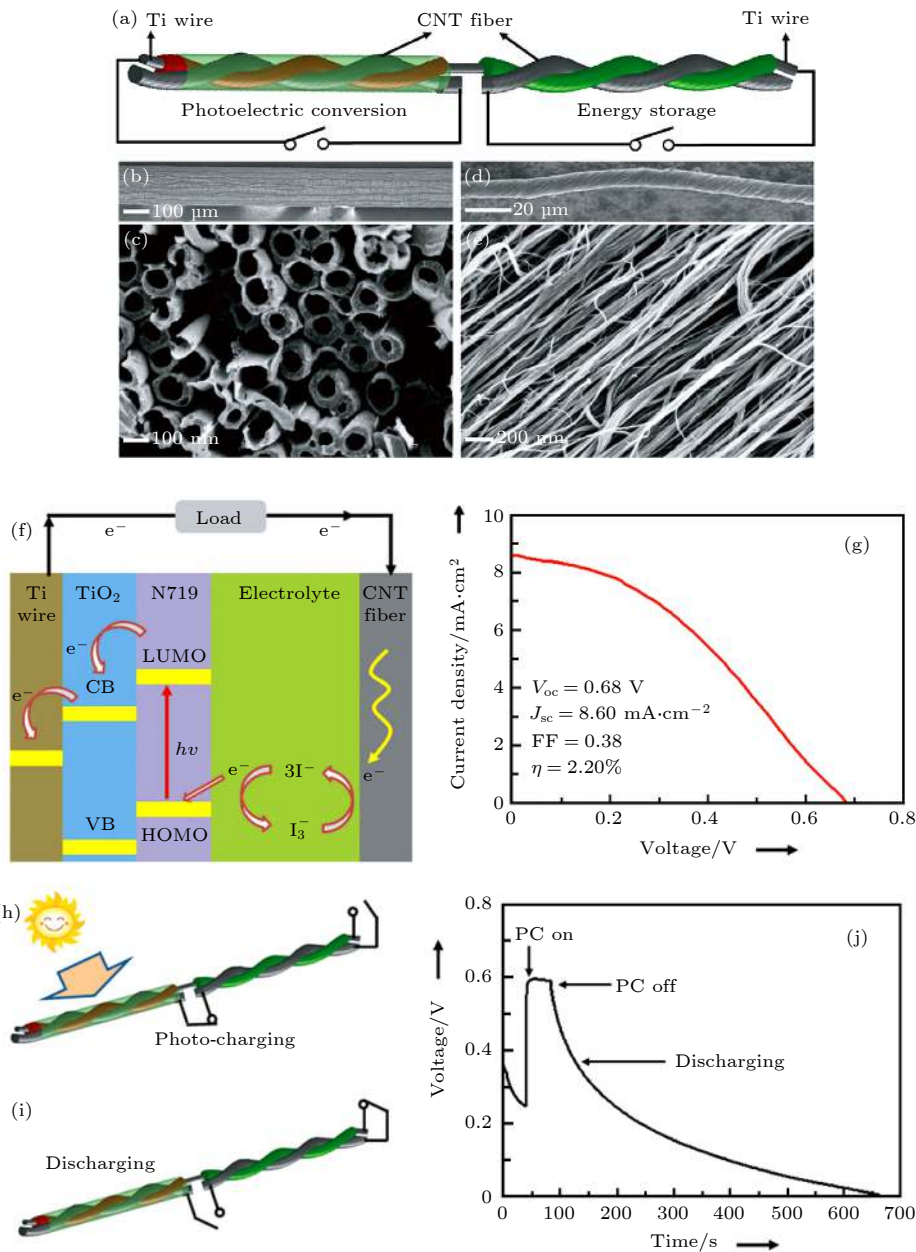 (a)
Ti wire
CNT fiber
Ti wire
Photoelectric conversion
Energy storage
(b)
100 µm
(d)
20 µm
(c)
100 nm
(e)
200 nm
(f)
e⁻
Load
e⁻
Ti wire
TiO₂
N719
Electrolyte
CNT fiber
e⁻
LUMO
e⁻
CB
hν
e⁻
3I⁻
e⁻
VB
HOMO
I₃⁻
(g)
Current density/mA·cm²
10
8
6
4
2
0
V_oc = 0.68 V
J_sc = 8.60 mA·cm⁻²
FF = 0.38
η = 2.20%
0 0.2 0.4 0.6 0.8
Voltage/V
(h)
Photo-charging
(i)
Discharging
(j)
Voltage/V
0.8
0.6
0.4
0.2
0
PC on
PC off
Discharging
0 100 200 300 400 500 600 700
Time/s